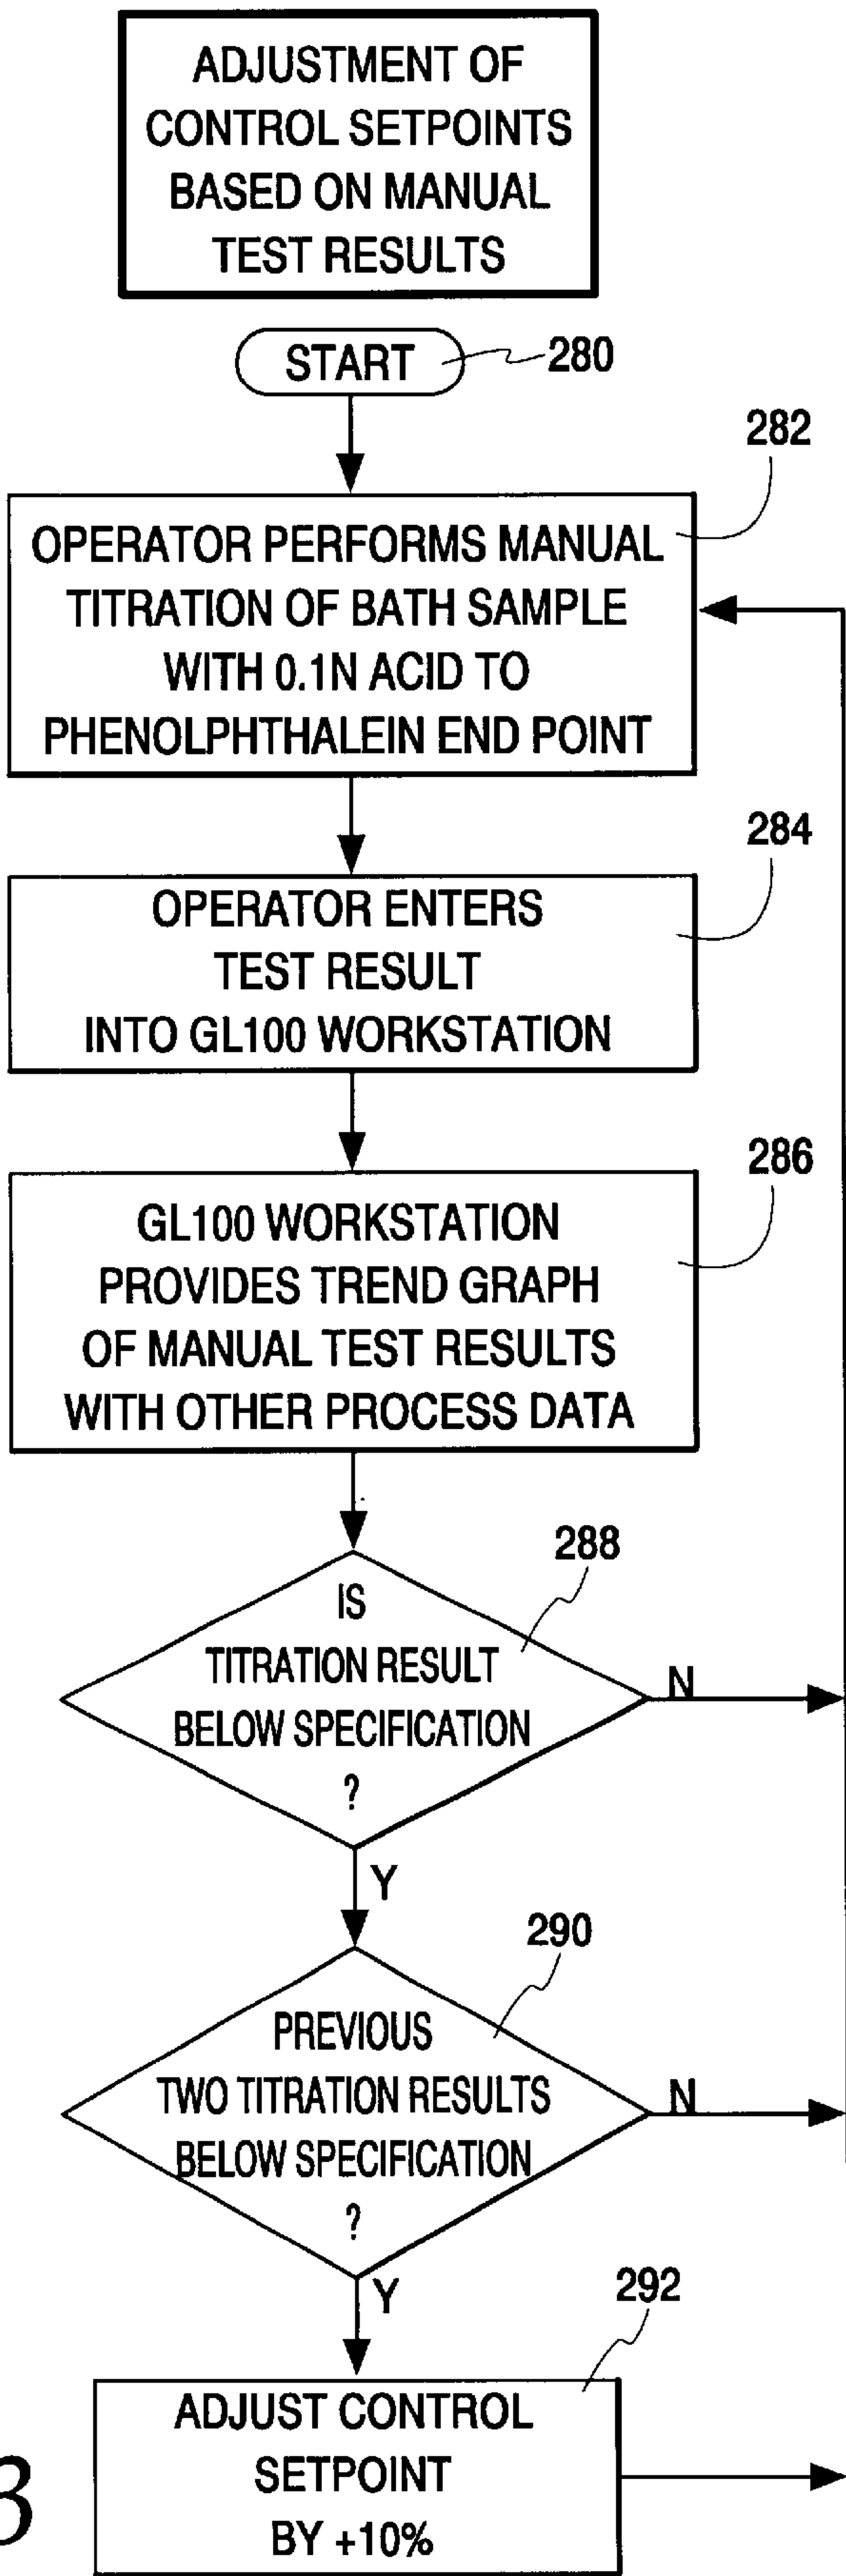 ADJUSTMENT OF
CONTROL SETPOINTS
BASED ON MANUAL
TEST RESULTS
START
280
282
OPERATOR PERFORMS MANUAL
TITRATION OF BATH SAMPLE
WITH 0.1N ACID TO
PHENOLPHTHALEIN END POINT
284
OPERATOR ENTERS
TEST RESULT
INTO GL100 WORKSTATION
286
GL100 WORKSTATION
PROVIDES TREND GRAPH
OF MANUAL TEST RESULTS
WITH OTHER PROCESS DATA
288
IS
TITRATION RESULT
BELOW SPECIFICATION
?
N
Y
290
PREVIOUS
TWO TITRATION RESULTS
BELOW SPECIFICATION
?
N
Y
292
ADJUST CONTROL
SETPOINT
BY +10%
3